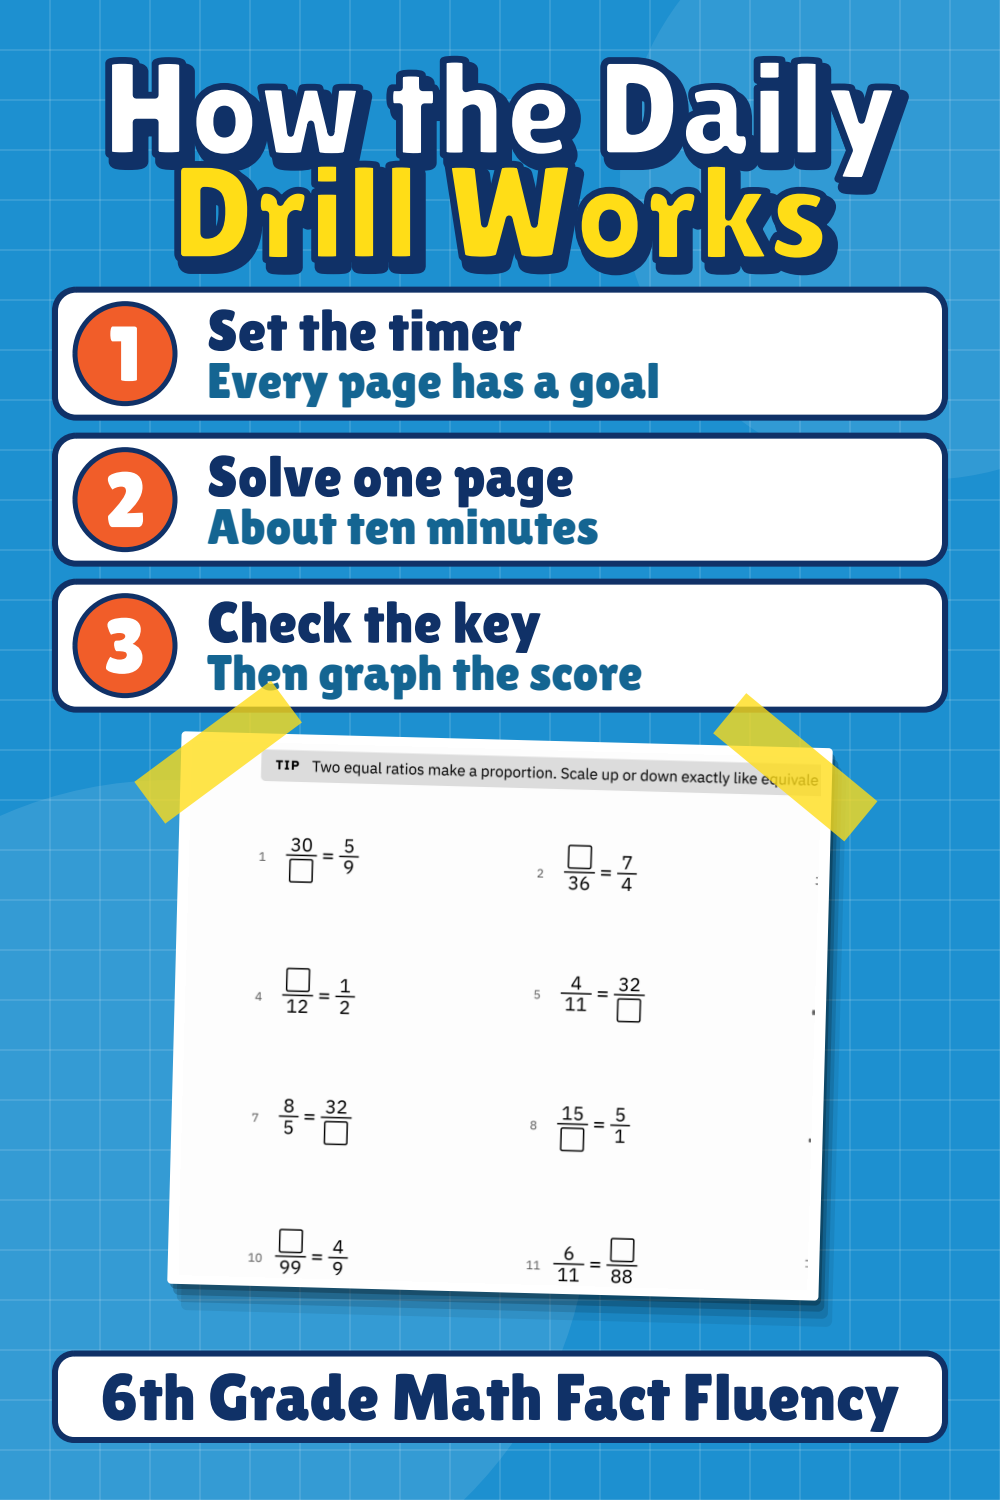 How the Daily
Drill Works
1
Set the timer
Every page has a goal
2
Solve one page
About ten minutes
3
Check the key
Then graph the score
TIP Two equal ratios make a proportion. Scale up or down exactly like equivale
1 30/□ = 5/9
2 □/36 = 7/4
4 □/12 = 1/2
5 4/11 = 32/□
7 8/5 = 32/□
8 15/□ = 5/1
10 □/99 = 4/9
11 6/11 = □/88
6th Grade Math Fact Fluency